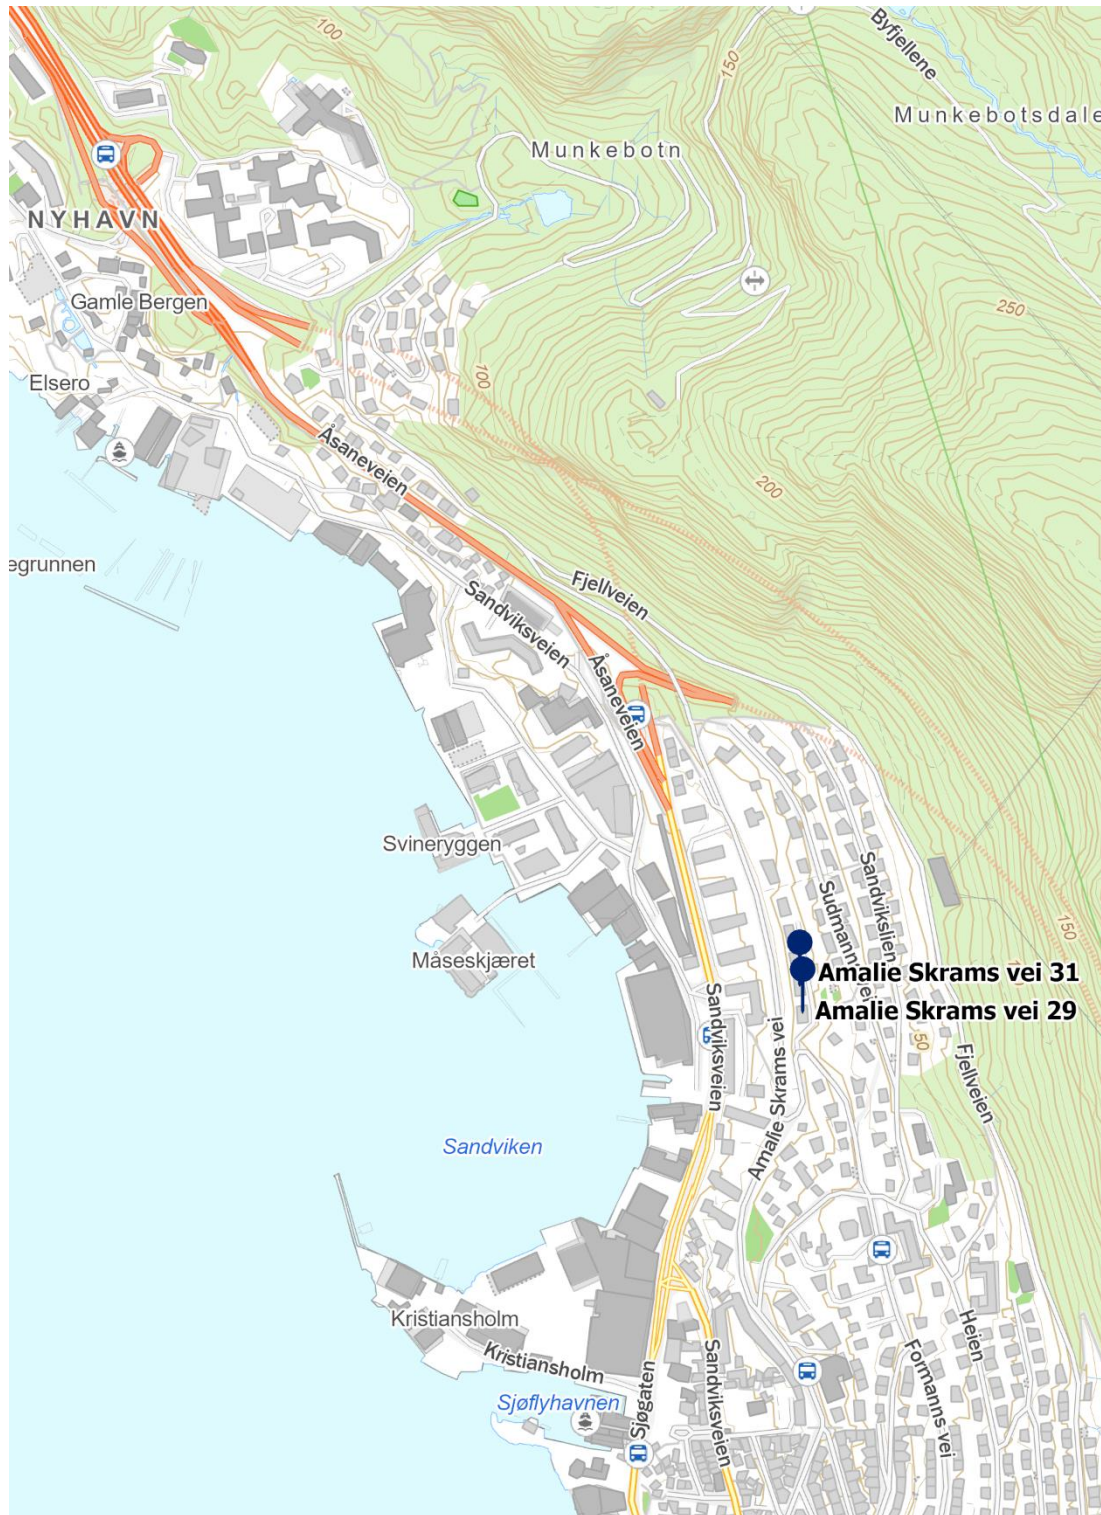 100
150
Byfjellene
Munkebotsdale
Munkebotn
NYHAVN
Gamle Bergen
250
Elsero
100
Åsaneveien
200
egrunnen
Fjellveien
Sandviksveien
Åsaneveien
Svineryggen
Sandvikslien
150
Måseskjæret
Amalie Skrams vei 31
Amalie Skrams vei 29
Sandviksveien
50
Amalie Skrams vei
Fjellveien
Sandviken
Kristiansholm
Kristiansholm
Sjøgaten
Sandviksveien
Formanns vei
Heien
Sjøflyhavnen